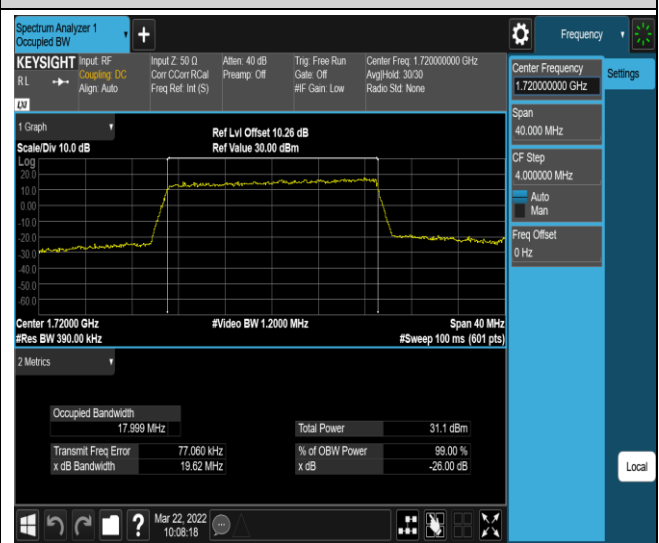 Spectrum Analyzer 1
Occupied BW
+
Frequency
KEYSIGHT
RL
LXI
Input: RF
Coupling: DC
Align: Auto
Input Z: 50 Ω
Corr CCorr RCal
Freq Ref: Int (S)
Atten: 40 dB
Preamp: Off
Trig: Free Run
Gate: Off
#IF Gain: Low
Center Freq: 1.720000000 GHz
Avg|Hold: 30/30
Radio Std: None
Center Frequency
1.720000000 GHz
Settings
Span
40.000 MHz
CF Step
4.000000 MHz
Auto
Man
Freq Offset
0 Hz
1 Graph
Scale/Div 10.0 dB
Ref Lvl Offset 10.26 dB
Ref Value 30.00 dBm
Log
20.0
10.0
0.00
-10.0
-20.0
-30.0
-40.0
-50.0
-60.0
Center 1.72000 GHz
#Video BW 1.2000 MHz
Span 40 MHz
#Res BW 390.00 kHz
#Sweep 100 ms (601 pts)
2 Metrics
Occupied Bandwidth
17.999 MHz
Total Power 31.1 dBm
Transmit Freq Error 77.060 kHz
% of OBW Power 99.00 %
x dB Bandwidth 19.62 MHz
x dB -26.00 dB
Local
?
Mar 22, 2022
10:08:18